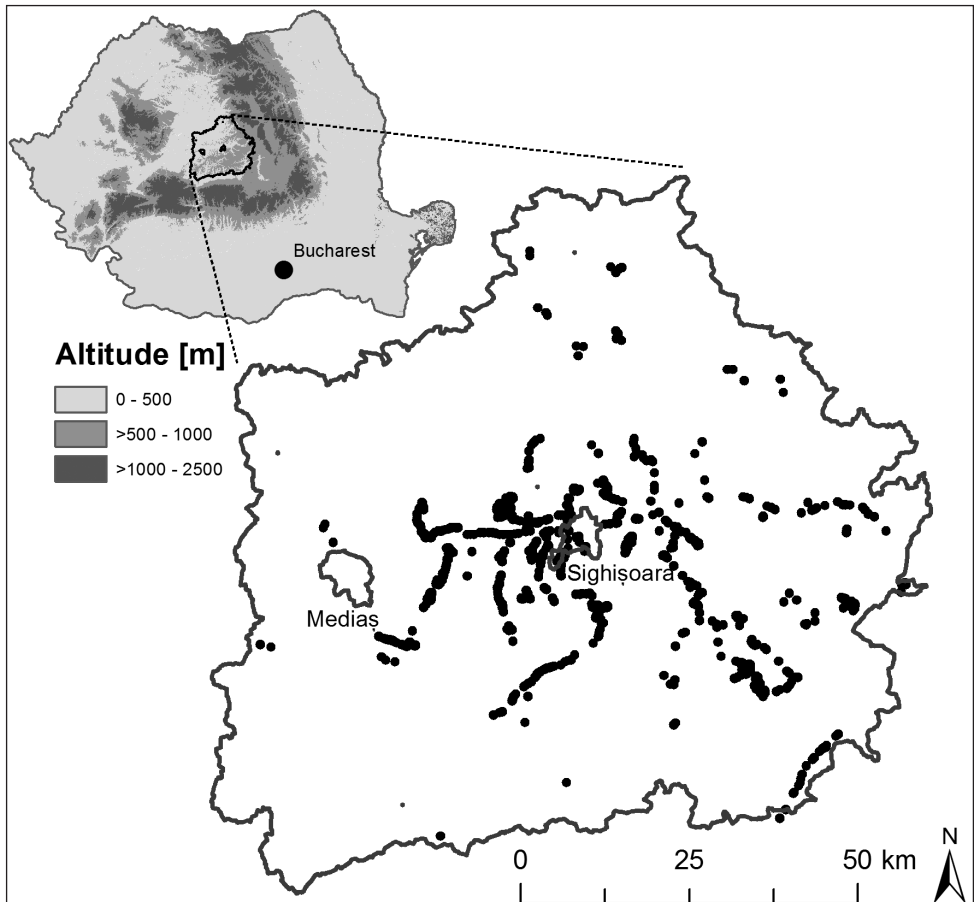 Bucharest
Altitude [m]
0 - 500
>500 - 1000
>1000 - 2500
Sighișoara
Mediaș
N
0 25 50 km